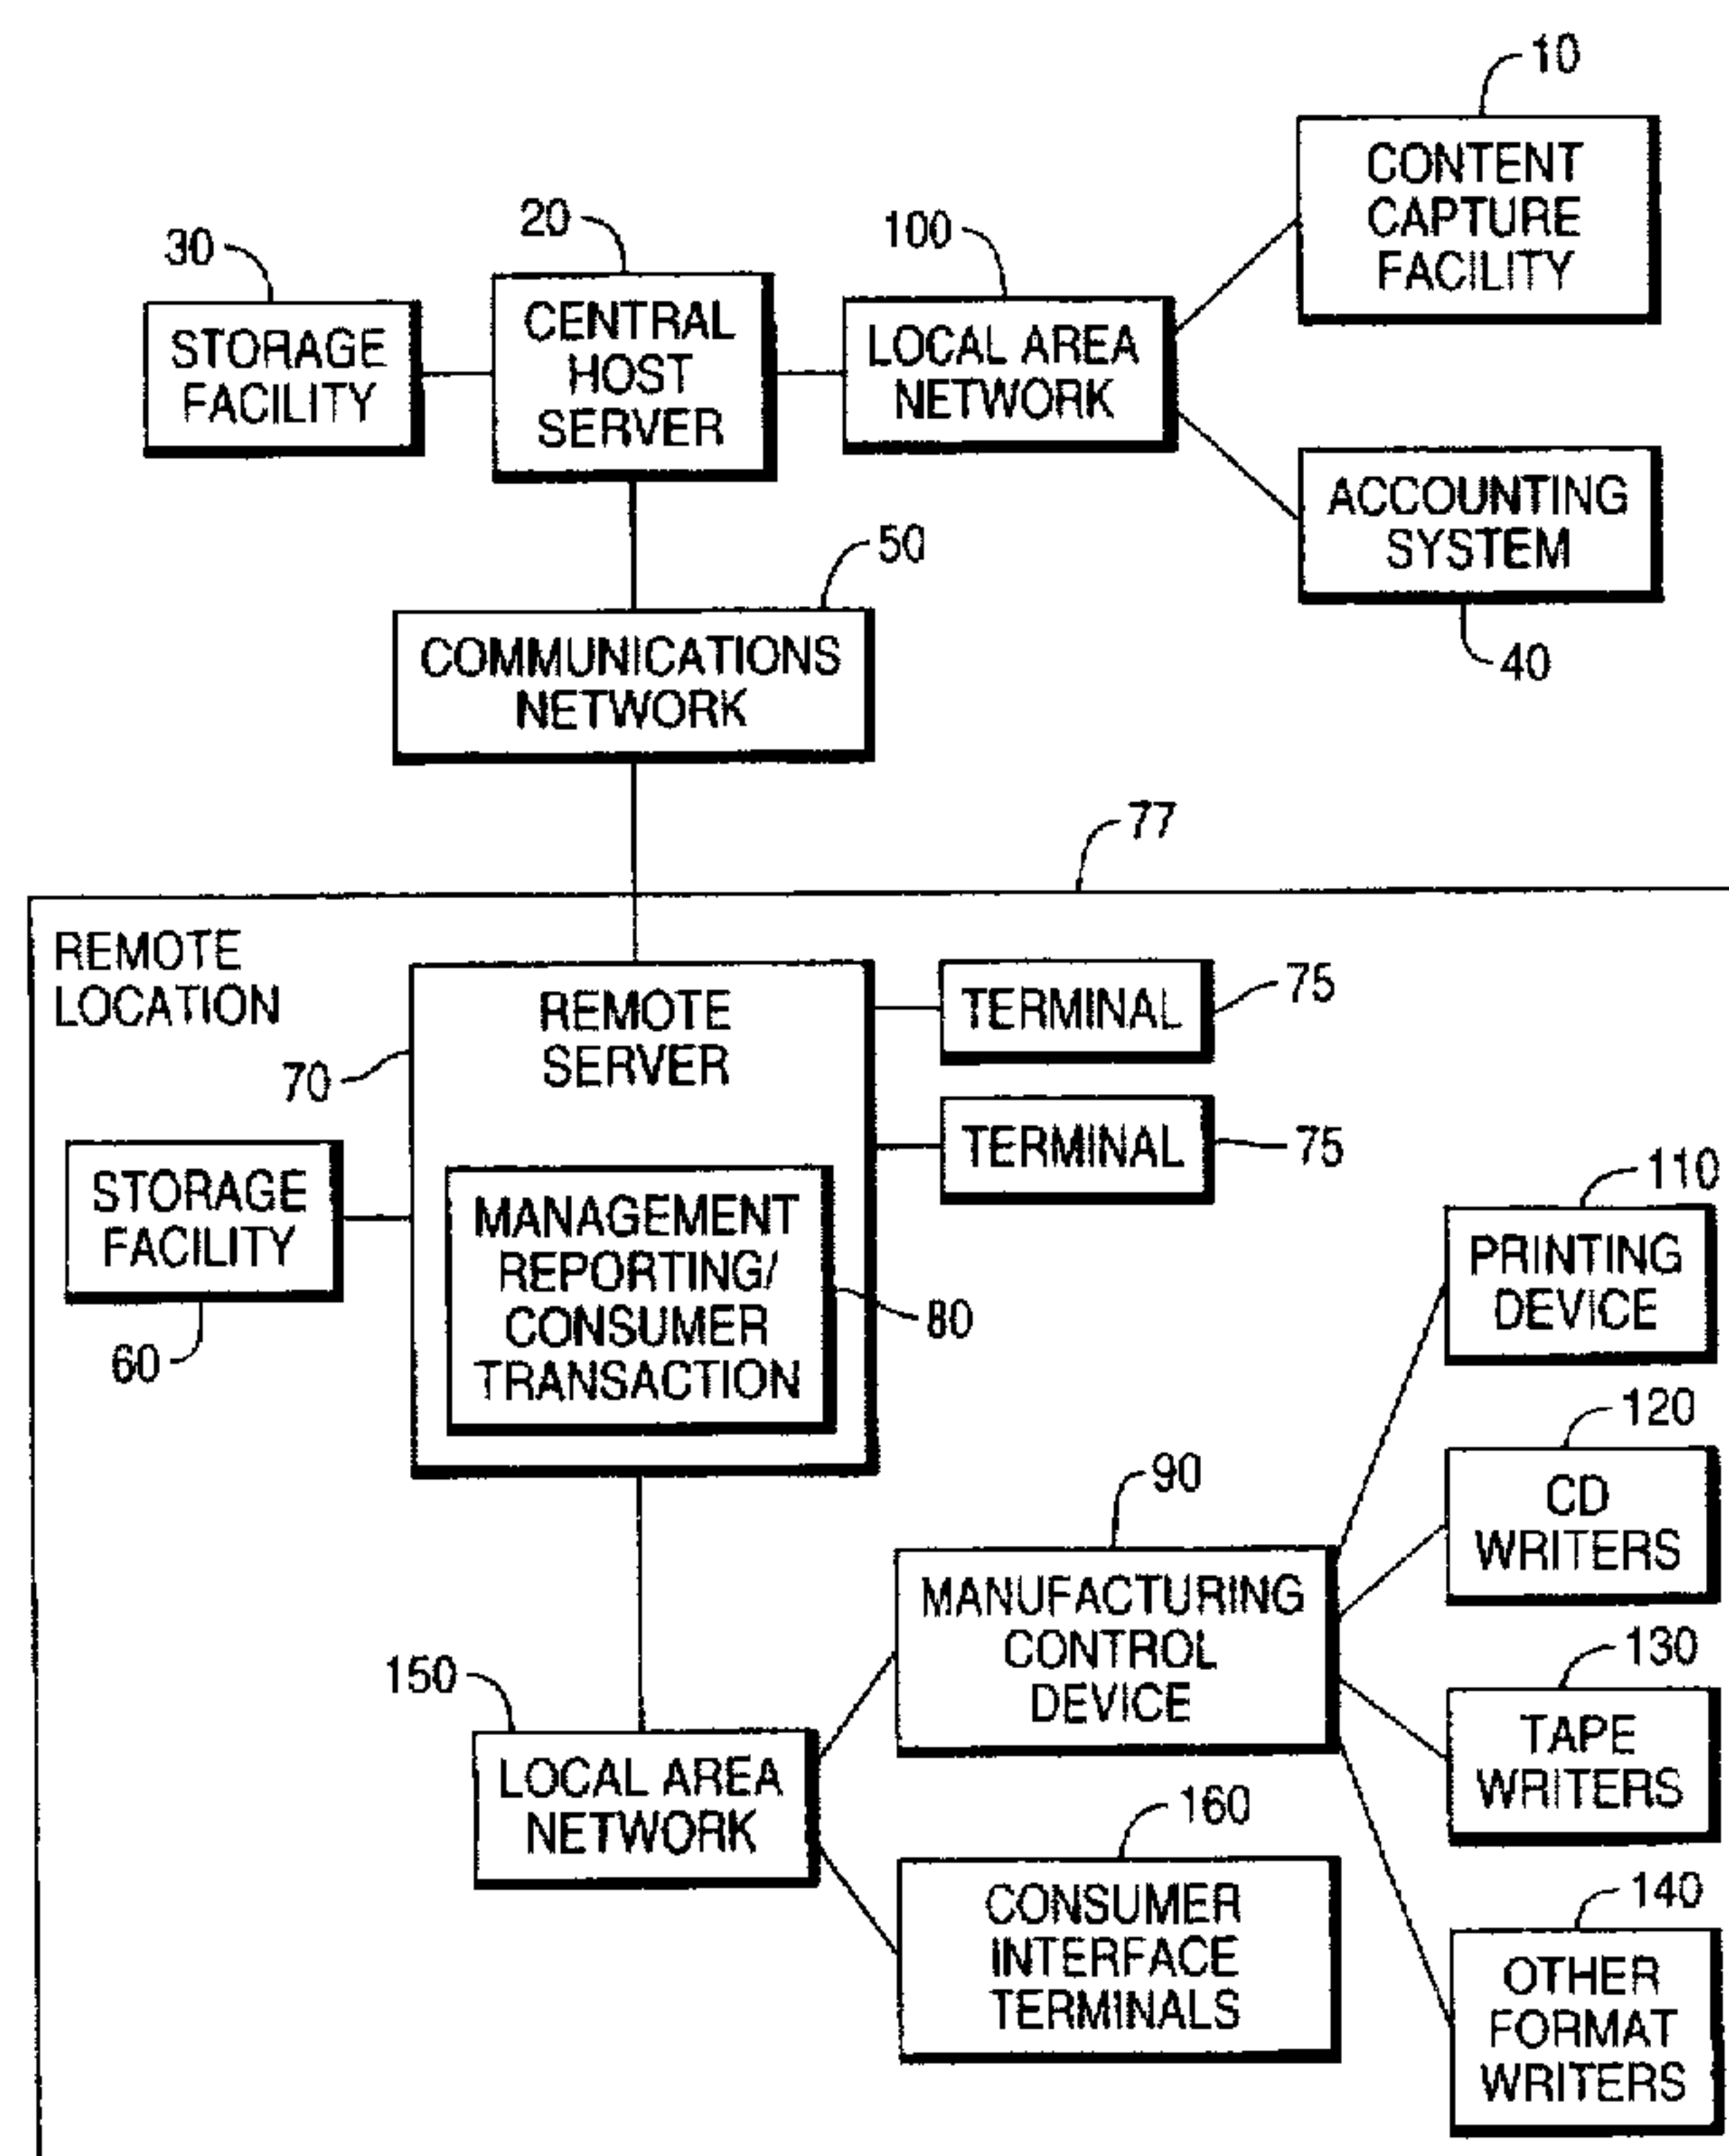 10
CONTENT
CAPTURE
FACILITY
20
100
30
CENTRAL
HOST
SERVER
LOCAL AREA
NETWORK
STORAGE
FACILITY
ACCOUNTING
SYSTEM
40
50
COMMUNICATIONS
NETWORK
77
REMOTE
LOCATION
REMOTE
SERVER
70
TERMINAL
75
TERMINAL
75
STORAGE
FACILITY
60
MANAGEMENT
REPORTING/
CONSUMER
TRANSACTION
80
110
PRINTING
DEVICE
120
CD
WRITERS
90
MANUFACTURING
CONTROL
DEVICE
130
TAPE
WRITERS
150
LOCAL AREA
NETWORK
160
CONSUMER
INTERFACE
TERMINALS
140
OTHER
FORMAT
WRITERS